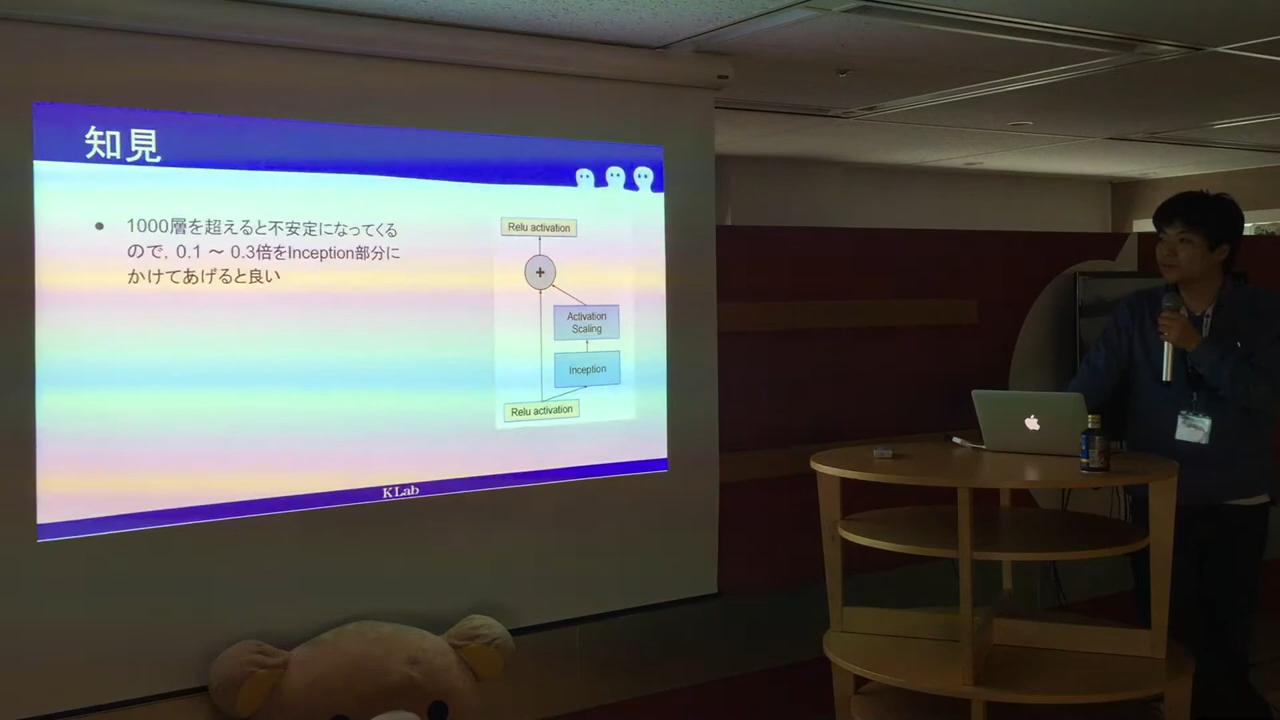 知見
● 1000層を超えると不安定になってくる
ので, 0.1 ～ 0.3倍をInception部分に
かけてあげると良い
Relu activation
+
Activation
Scaling
Inception
Relu activation
KLab